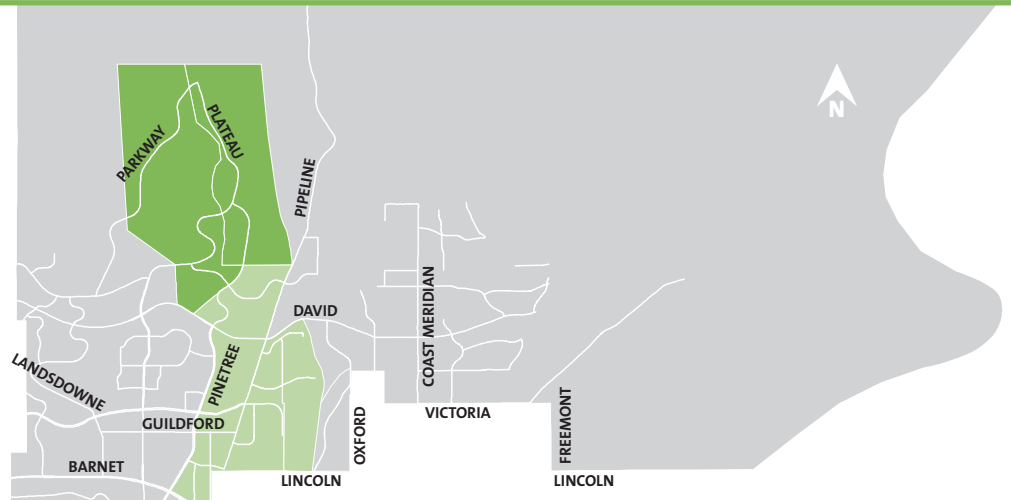 N
PLATEAU
PARKWAY
PIPELINE
COAST MERIDIAN
DAVID
LANDSDOWNE
PINETREE
GUILDFORD
OXFORD
VICTORIA
FREEMONT
BARNET
LINCOLN
LINCOLN